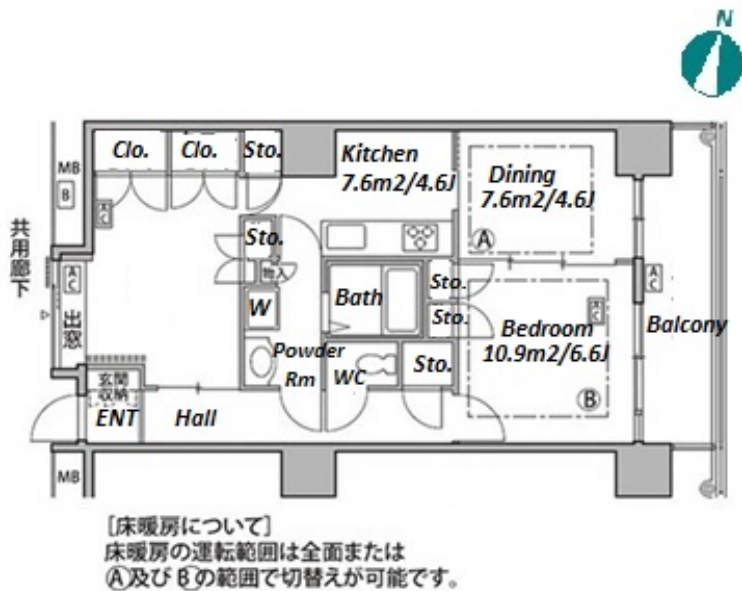 N
Clo. Clo. Sto. Kitchen
7.6m2/4.6J
Dining
7.6m2/4.6J
MB
B
AC
共用廊下
Sto.
A
物入
Sto.
AC
AC
出窓
W
Bath
Sto.
AC
Bedroom
10.9m2/6.6J
Balcony
Powder
Rm
WC
Sto.
玄関
収納
B
ENT
Hall
MB
[床暖房について]
床暖房の運転範囲は全面または
Ⓐ及びⒷの範囲で切替えが可能です。